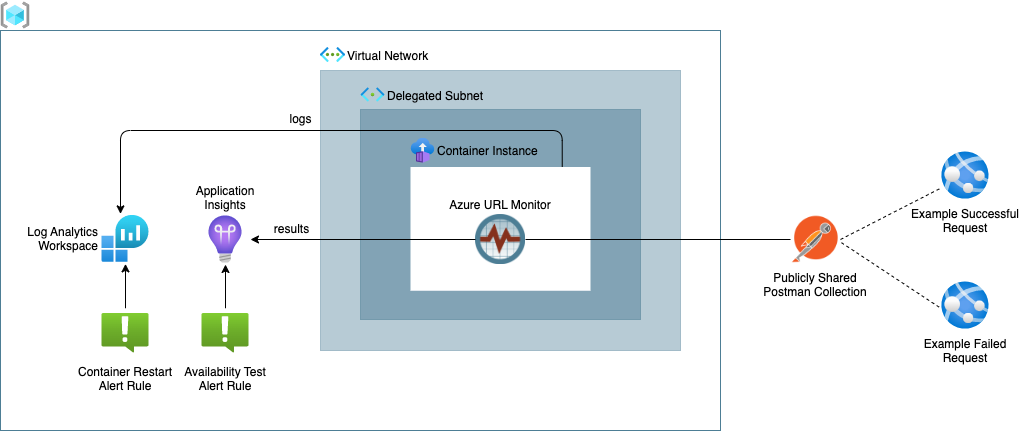 Virtual Network
Delegated Subnet
logs
Container Instance
Application
Insights
Azure URL Monitor
Log Analytics
Workspace
results
Example Successful
Request
Publicly Shared
Postman Collection
Example Failed
Request
Container Restart
Alert Rule
Availability Test
Alert Rule